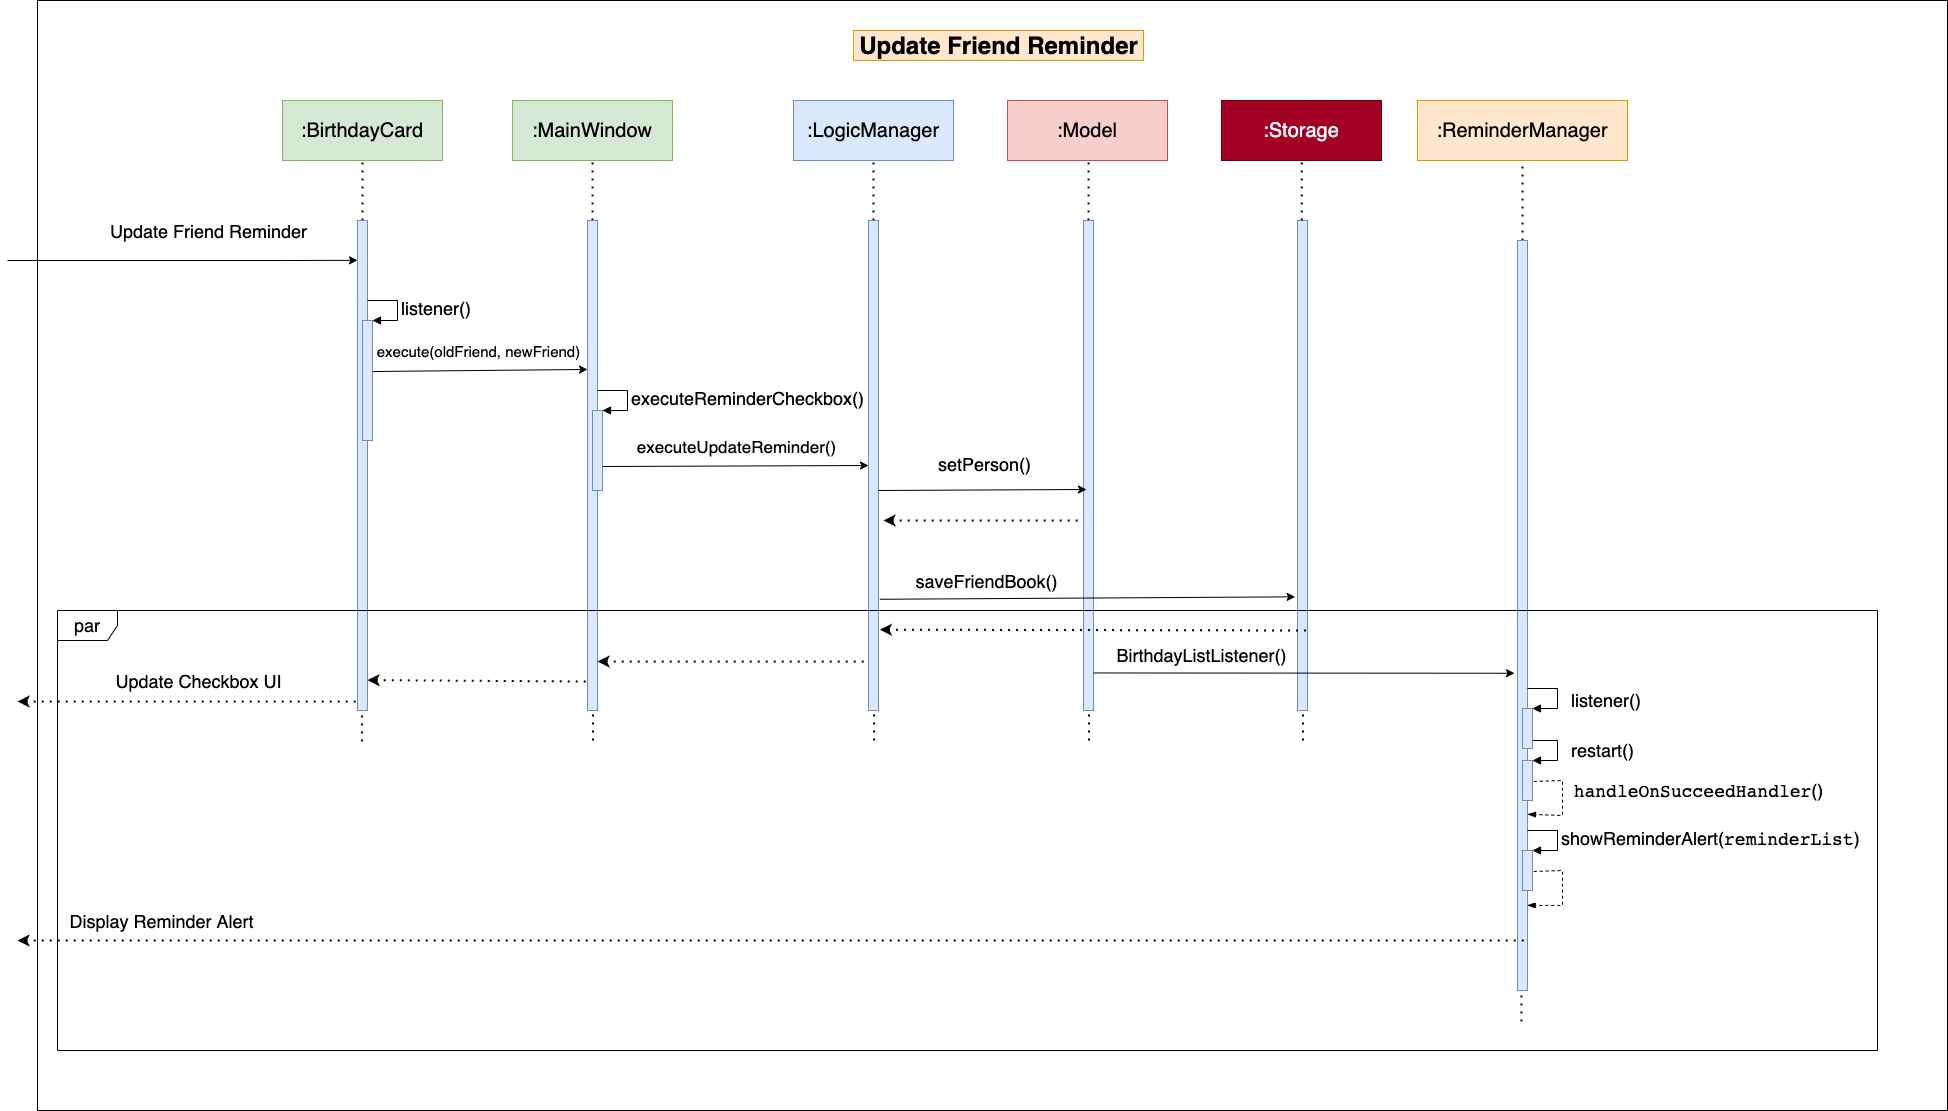 Update Friend Reminder
:BirthdayCard
:MainWindow
:LogicManager
:Model
:Storage
:ReminderManager
Update Friend Reminder
listener()
execute(oldFriend, newFriend)
executeReminderCheckbox()
executeUpdateReminder()
setPerson()
saveFriendBook()
par
BirthdayListListener()
Update Checkbox UI
listener()
restart()
handleOnSucceedHandler()
showReminderAlert(reminderList)
Display Reminder Alert